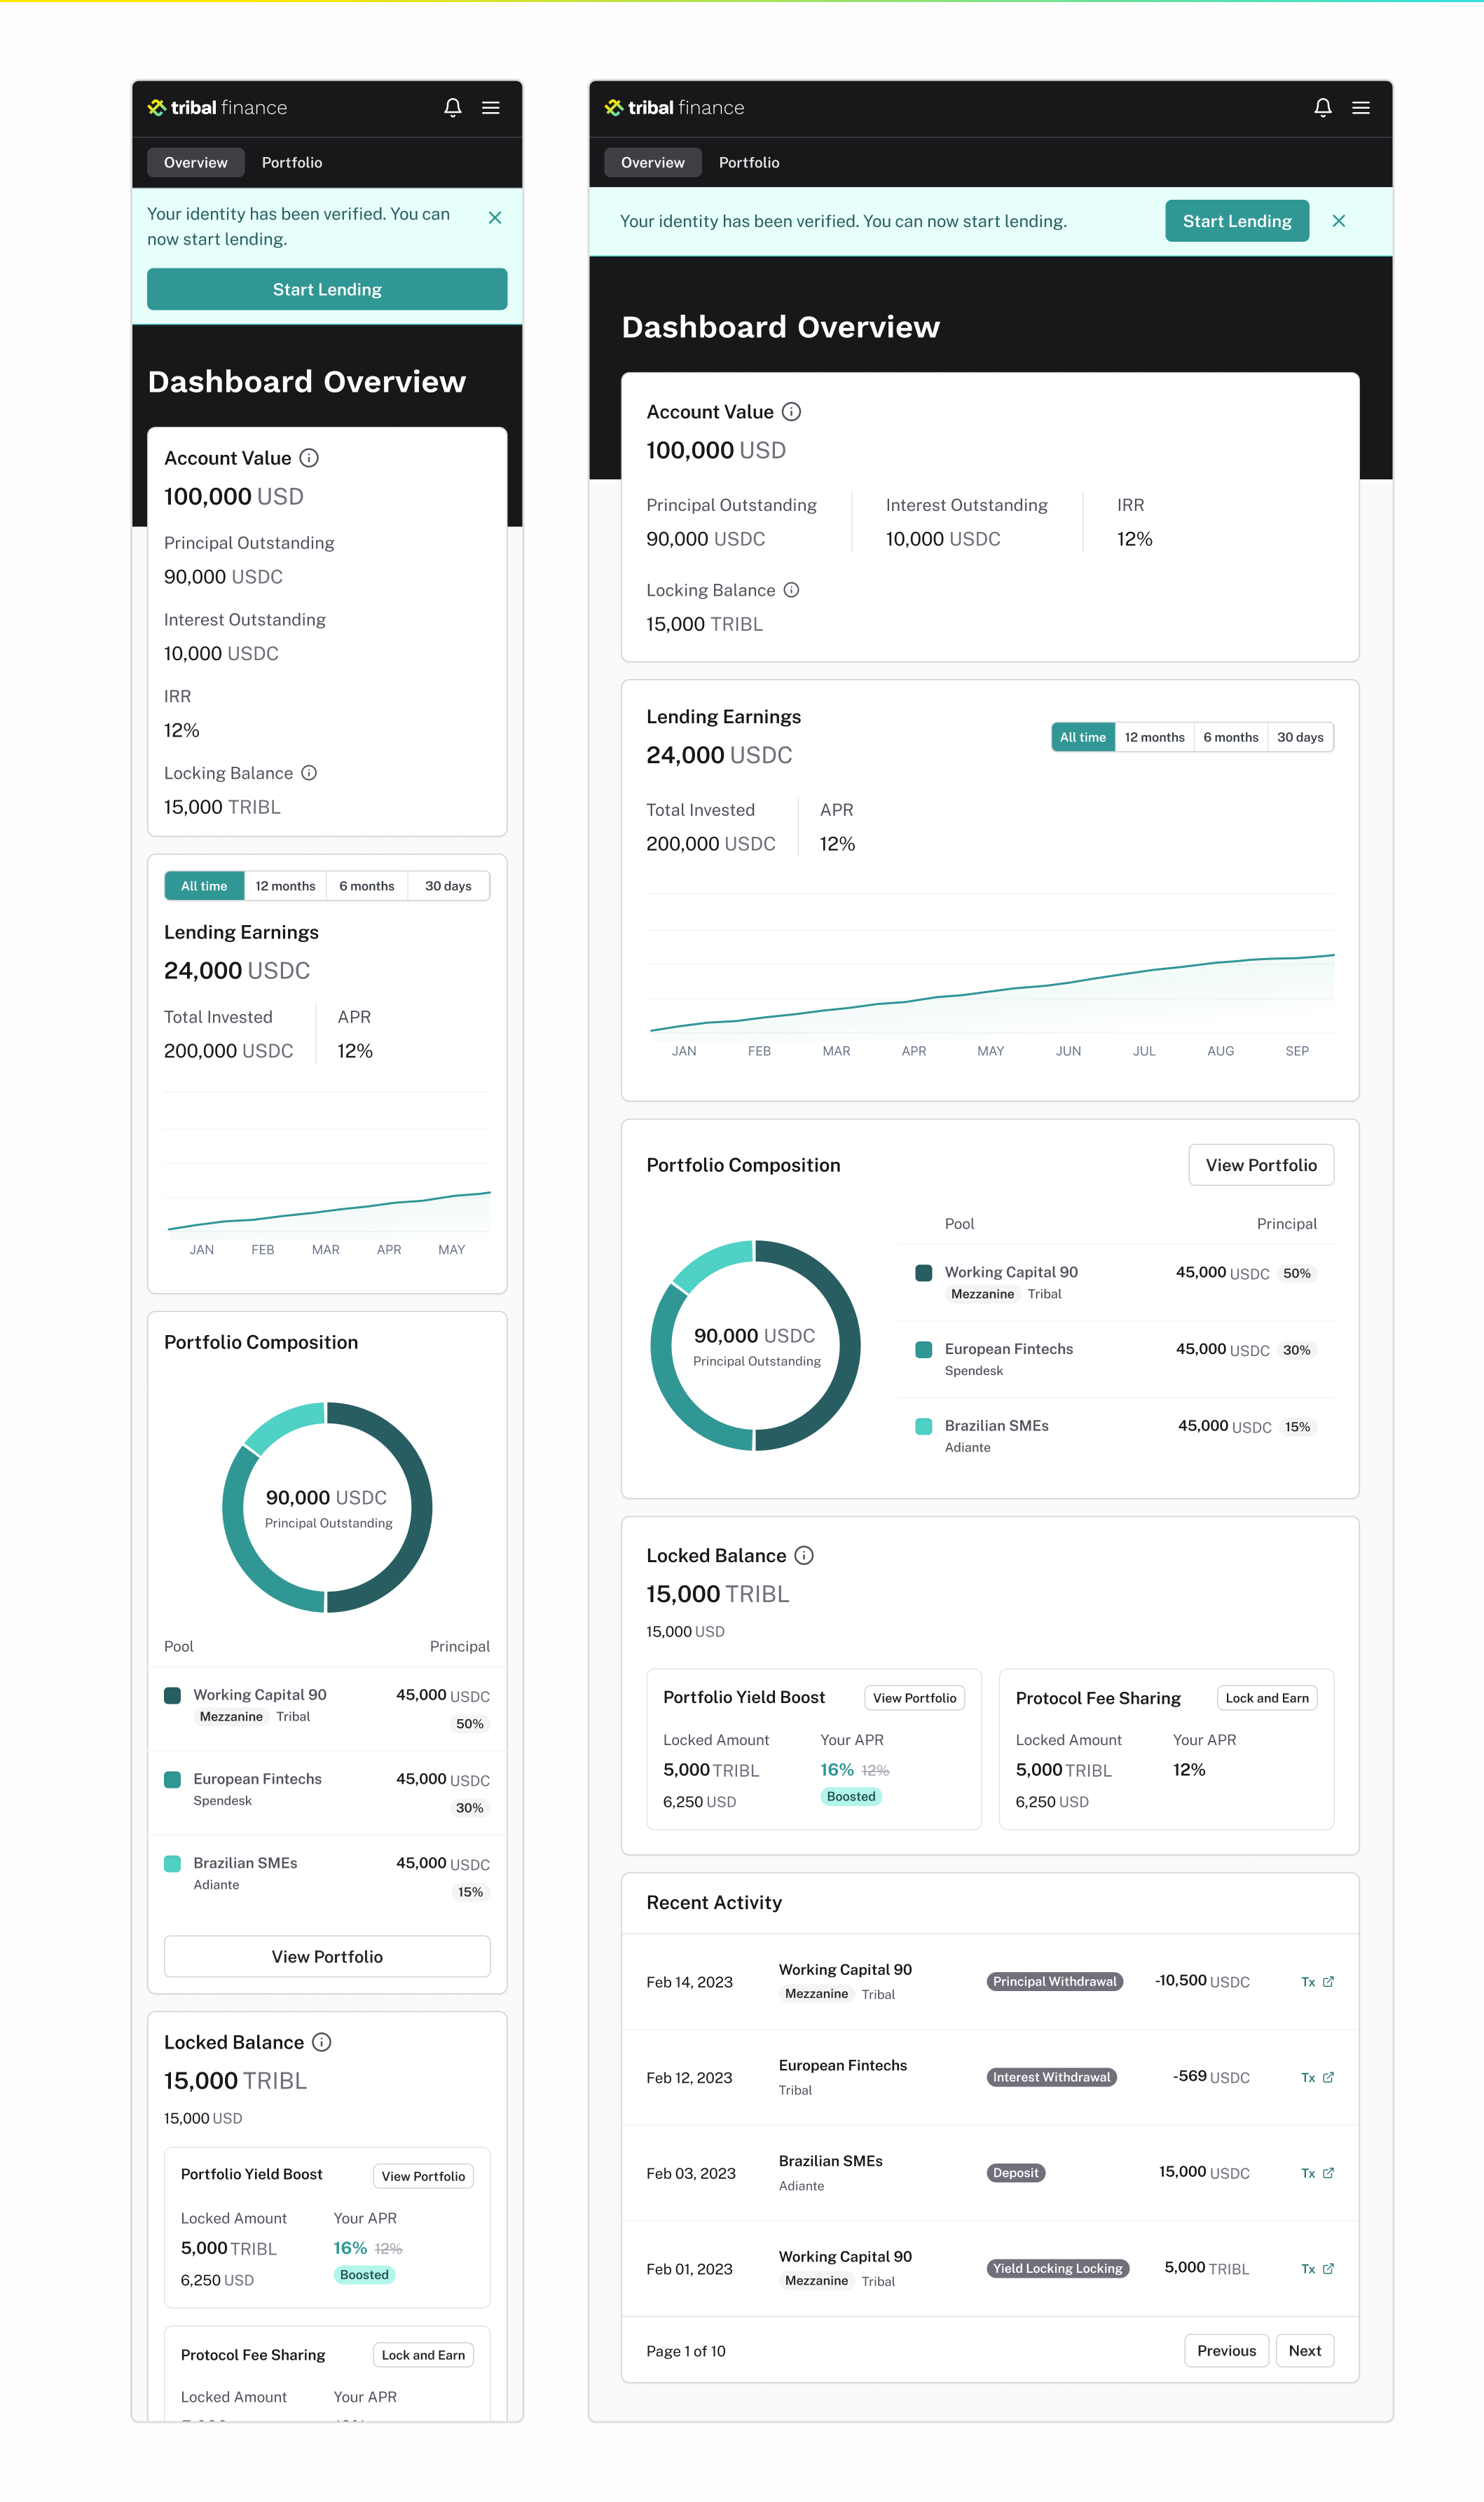 tribal finance
Overview Portfolio
Your identity has been verified. You can
now start lending.
Start Lending
Dashboard Overview
Account Value
100,000 USD
Principal Outstanding
90,000 USDC
Interest Outstanding
10,000 USDC
IRR
12%
Locking Balance
15,000 TRIBL
All time 12 months 6 months 30 days
Lending Earnings
24,000 USDC
Total Invested APR
200,000 USDC 12%
JAN FEB MAR APR MAY
Portfolio Composition
90,000 USDC
Principal Outstanding
Pool Principal
Working Capital 90 45,000 USDC
Mezzanine Tribal 50%
European Fintechs 45,000 USDC
Spendesk 30%
Brazilian SMEs 45,000 USDC
Adiante 15%
View Portfolio
Locked Balance
15,000 TRIBL
15,000 USD
Portfolio Yield Boost View Portfolio
Locked Amount Your APR
5,000 TRIBL 16% 12%
6,250 USD Boosted
Protocol Fee Sharing Lock and Earn
Locked Amount Your APR
tribal finance
Overview Portfolio
Your identity has been verified. You can now start lending. Start Lending
Dashboard Overview
Account Value
100,000 USD
Principal Outstanding Interest Outstanding IRR
90,000 USDC 10,000 USDC 12%
Locking Balance
15,000 TRIBL
Lending Earnings
24,000 USDC
All time 12 months 6 months 30 days
Total Invested APR
200,000 USDC 12%
JAN FEB MAR APR MAY JUN JUL AUG SEP
Portfolio Composition View Portfolio
90,000 USDC
Principal Outstanding
Pool Principal
Working Capital 90 45,000 USDC 50%
Mezzanine Tribal
European Fintechs 45,000 USDC 30%
Spendesk
Brazilian SMEs 45,000 USDC 15%
Adiante
Locked Balance
15,000 TRIBL
15,000 USD
Portfolio Yield Boost View Portfolio
Locked Amount Your APR
5,000 TRIBL 16% 12%
6,250 USD Boosted
Protocol Fee Sharing Lock and Earn
Locked Amount Your APR
5,000 TRIBL 12%
6,250 USD
Recent Activity
Feb 14, 2023 Working Capital 90 Principal Withdrawal -10,500 USDC Tx
Mezzanine Tribal
Feb 12, 2023 European Fintechs Interest Withdrawal -569 USDC Tx
Tribal
Feb 03, 2023 Brazilian SMEs Deposit 15,000 USDC Tx
Adiante
Feb 01, 2023 Working Capital 90 Yield Locking Locking 5,000 TRIBL Tx
Mezzanine Tribal
Page 1 of 10 Previous Next